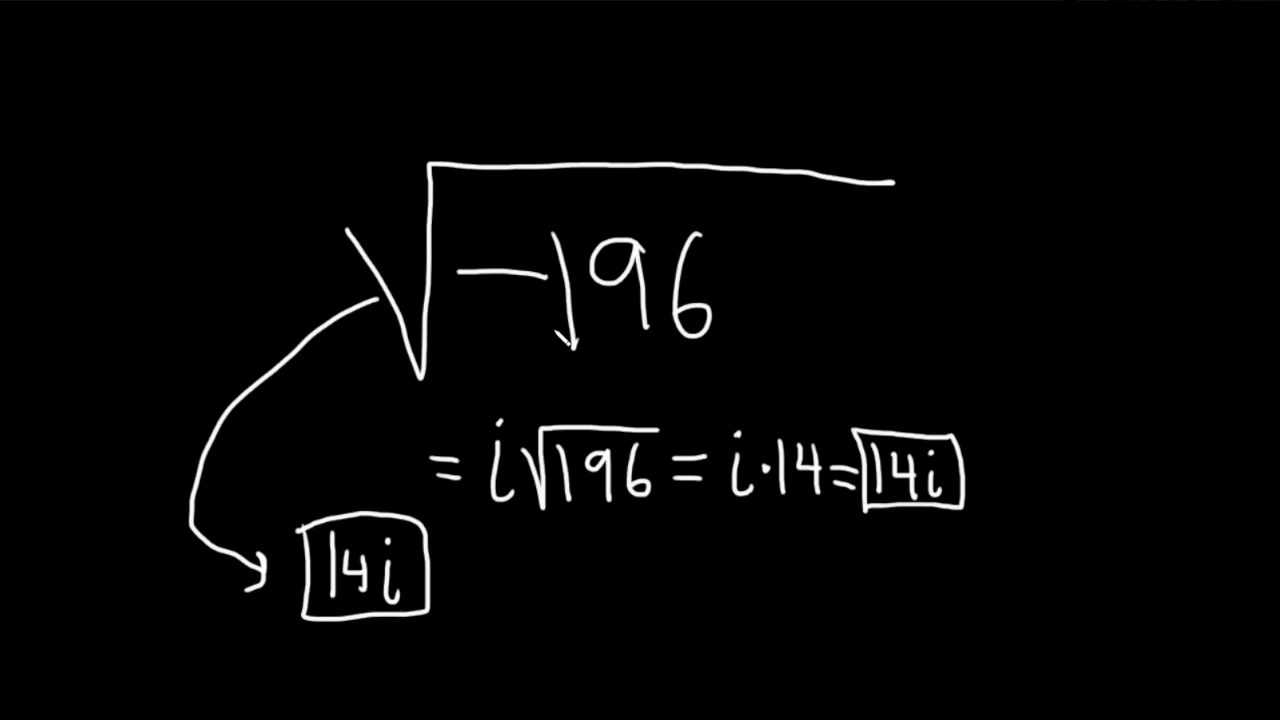 √-196
= i√196 = i·14 = 14i
14i